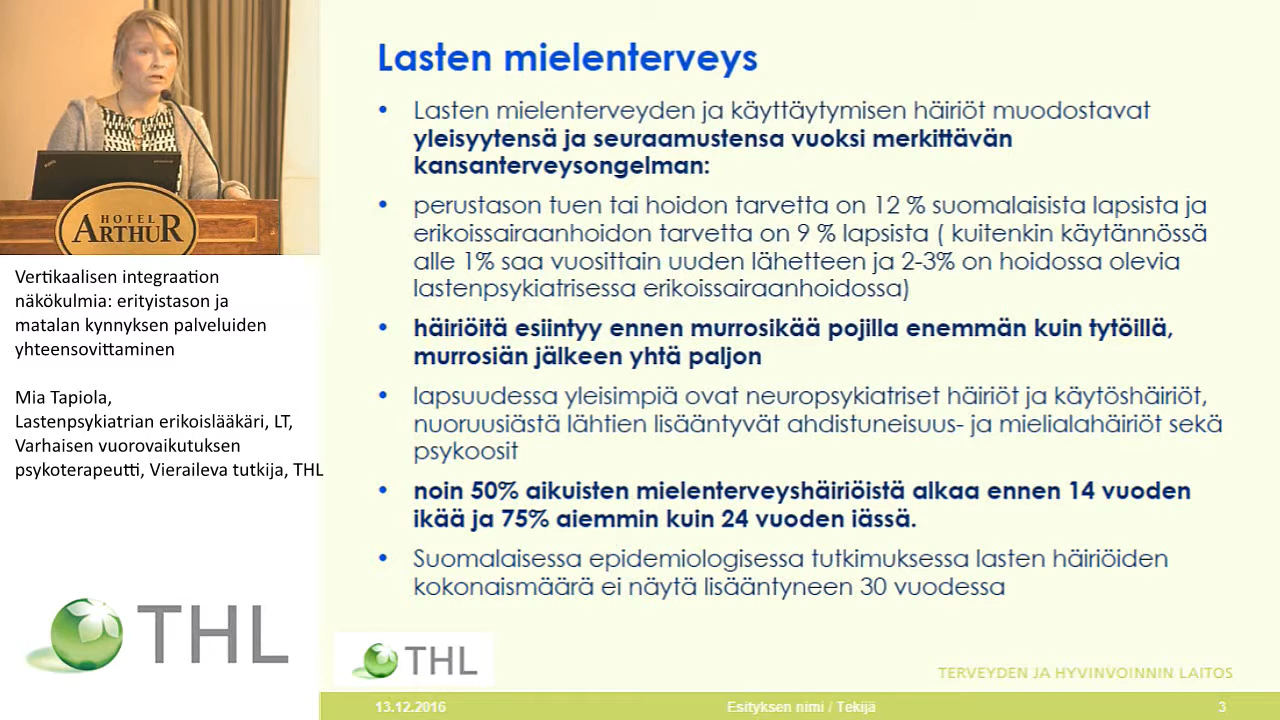 HOTEL
ARTHUR
Vertikaalisen integraation
näkökulmia: erityistason ja
matalan kynnyksen palveluiden
yhteensovittaminen
Mia Tapiola,
Lastenpsykiatrian erikoislääkäri, LT,
Varhaisen vuorovaikutuksen
psykoterapeutti, Vieraileva tutkija, THL
THL
Lasten mielenterveys
• Lasten mielenterveyden ja käyttäytymisen häiriöt muodostavat
yleisyytensä ja seuraamustensa vuoksi merkittävän
kansanterveysongelman:
• perustason tuen tai hoidon tarvetta on 12 % suomalaisista lapsista ja
erikoissairaanhoidon tarvetta on 9 % lapsista ( kuitenkin käytännössä
alle 1% saa vuosittain uuden lähetteen ja 2-3% on hoidossa olevia
lastenpsykiatrisessa erikoissairaanhoidossa)
• häiriöitä esiintyy ennen murrosikää pojilla enemmän kuin tytöillä,
murrosiän jälkeen yhtä paljon
• lapsuudessa yleisimpiä ovat neuropsykiatriset häiriöt ja käytöshäiriöt,
nuoruusiästä lähtien lisääntyvät ahdistuneisuus- ja mielialahäiriöt sekä
psykoosit
• noin 50% aikuisten mielenterveyshäiriöistä alkaa ennen 14 vuoden
ikää ja 75% aiemmin kuin 24 vuoden iässä.
• Suomalaisessa epidemiologisessa tutkimuksessa lasten häiriöiden
kokonaismäärä ei näytä lisääntyneen 30 vuodessa
THL
TERVEYDEN JA HYVINVOINNIN LAITOS
13.12.2016
Esityksen nimi / Tekijä
3